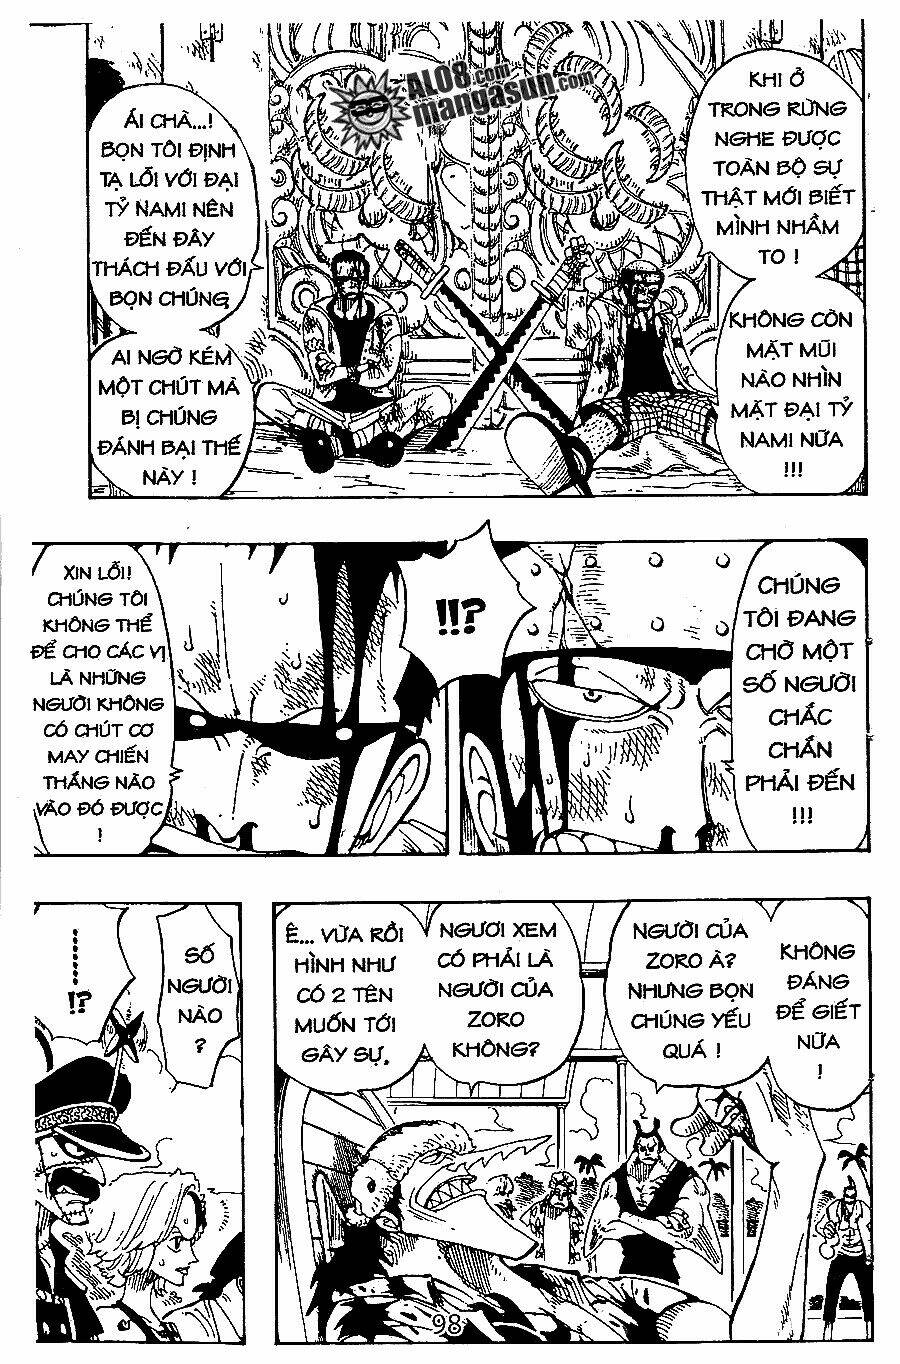 ALO8.com
mangasun.com
KHI Ở
TRONG RỪNG
NGHE ĐƯỢC
TOÀN BỘ SỰ
THẬT MỚI BIẾT
MÌNH NHẦM
TO !
KHÔNG CÒN
MẶT MŨI
NÀO NHÌN
MẶT ĐẠI TỶ
NAMI NỮA
!!!
ÁI CHÀ...!
BỌN TÔI ĐỊNH
TẠ LỖI VỚI ĐẠI
TỶ NAMI NÊN
ĐẾN ĐÂY
THÁCH ĐẤU VỚI
BỌN CHÚNG
AI NGỜ KÉM
MỘT CHÚT MÀ
BỊ CHÚNG
ĐÁNH BẠI THẾ
NÀY !
CHÚNG
TÔI ĐANG
CHỜ MỘT
SỐ NGƯỜI
CHẮC
CHẮN
PHẢI ĐẾN
!!!
!!?
XIN LỖI!
CHÚNG TÔI
KHÔNG THỂ
ĐỂ CHO CÁC VỊ
LÀ NHỮNG
NGƯỜI KHÔNG
CÓ CHÚT CƠ
MAY CHIẾN
THẮNG NÀO
VÀO ĐÓ ĐƯỢC
!
KHÔNG
ĐÁNG
ĐỂ GIẾT
NỮA
!
NGƯỜI CỦA
ZORO À?
NHƯNG BỌN
CHÚNG YẾU
QUÁ !
NGƯƠI XEM
CÓ PHẢI LÀ
NGƯỜI CỦA
ZORO
KHÔNG?
Ê... VỪA RỒI
HÌNH NHƯ
CÓ 2 TÊN
MUỐN TỚI
GÂY SỰ.
SỐ
NGƯỜI
NÀO
?
.........
!?
98